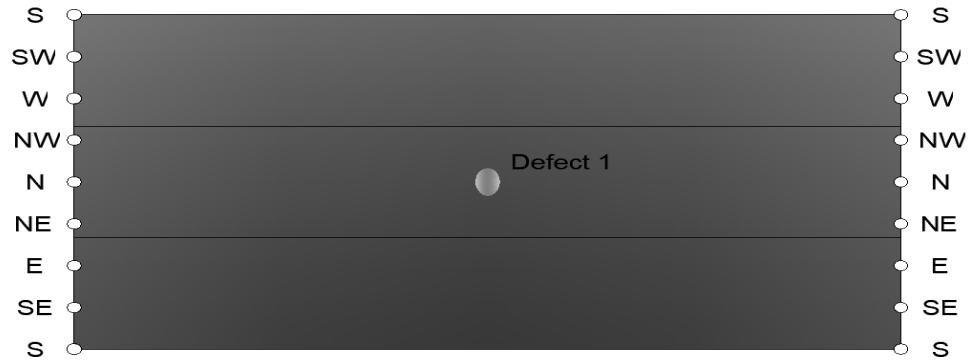 S S
SW SW
W W
NW NW
Defect 1
N N
NE NE
E E
SE SE
S S